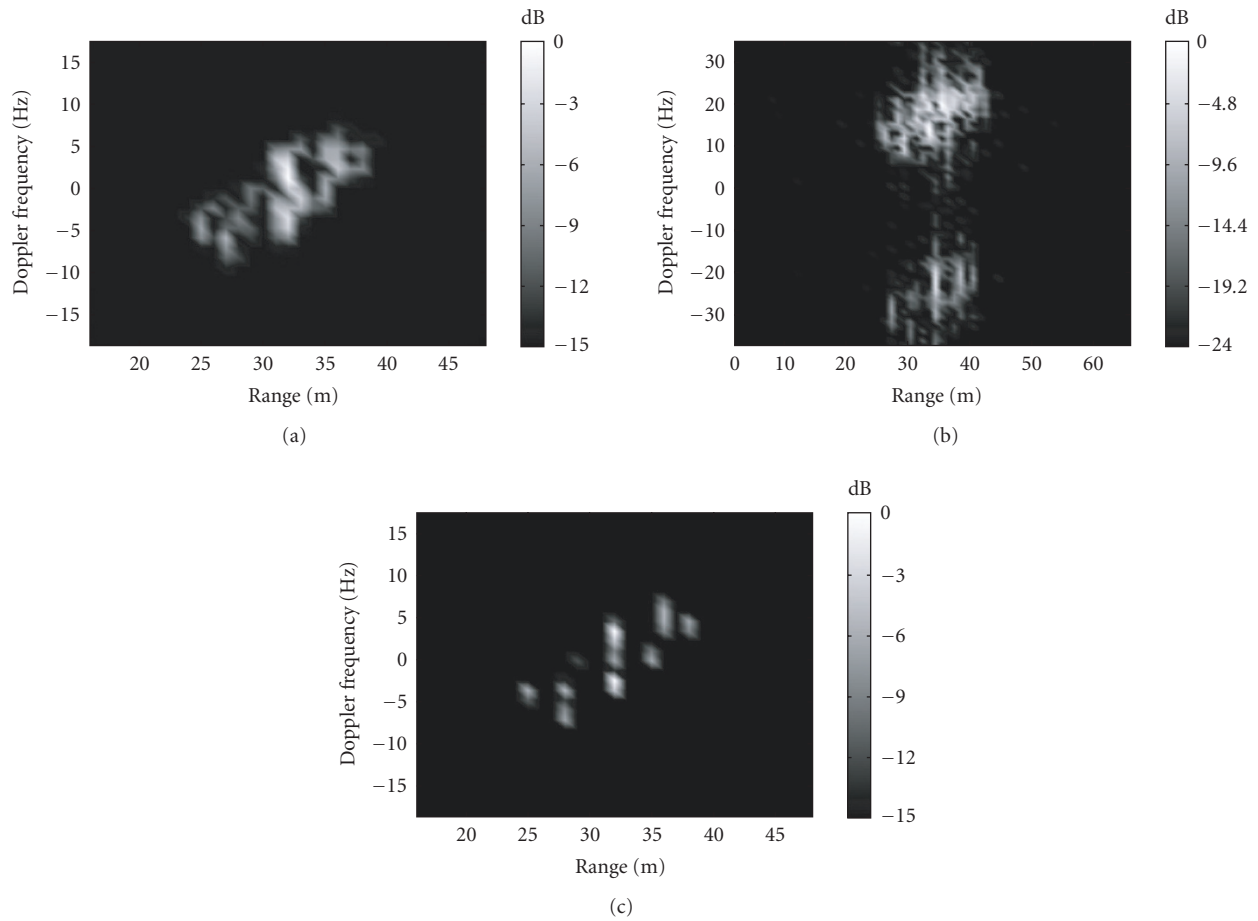 dB
15
10
5
0
−5
−10
−15
Doppler frequency (Hz)
20 25 30 35 40 45
Range (m)
0
−3
−6
−9
−12
−15
(a)
dB
30
20
10
0
−10
−20
−30
Doppler frequency (Hz)
0 10 20 30 40 50 60
Range (m)
0
−4.8
−9.6
−14.4
−19.2
−24
(b)
dB
15
10
5
0
−5
−10
−15
Doppler frequency (Hz)
20 25 30 35 40 45
Range (m)
0
−3
−6
−9
−12
−15
(c)